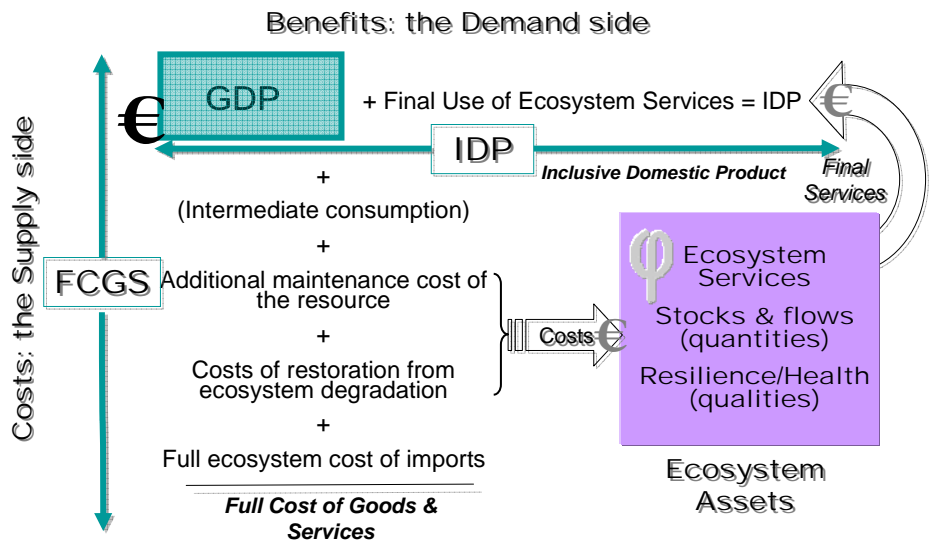 Benefits: the Demand side
Costs: the Supply side
€
GDP
+ Final Use of Ecosystem Services = IDP
€
IDP
Inclusive Domestic Product
Final
Services
FCGS
+
(Intermediate consumption)
+
Additional maintenance cost of
the resource
+
Costs of restoration from
ecosystem degradation
+
Full ecosystem cost of imports
Full Cost of Goods &
Services
Costs
€
φ
Ecosystem
Services
Stocks & flows
(quantities)
Resilience/Health
(qualities)
Ecosystem
Assets